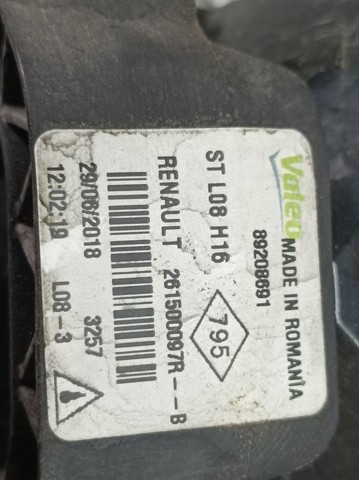 Valeo MADE IN ROMANIA
89208691
ST L08 H16 795
RENAULT 261500097R--B
29/06/2018 3257
12:02:19 L08-3